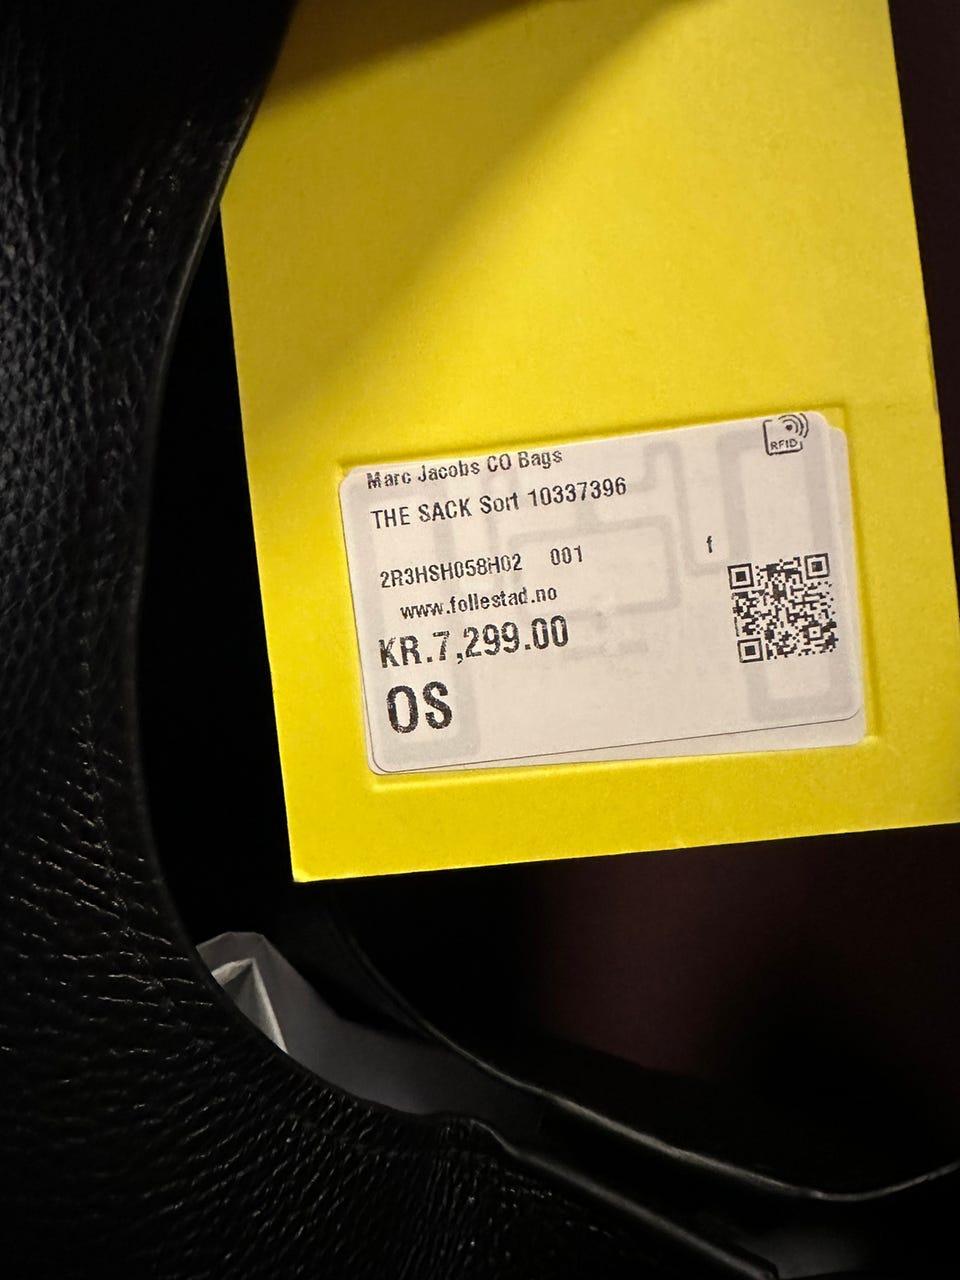 RFID
Marc Jacobs CO Bags
THE SACK Sort 10337396
f
2R3HSH058H02 001
www.follestad.no
KR.7,299.00
OS